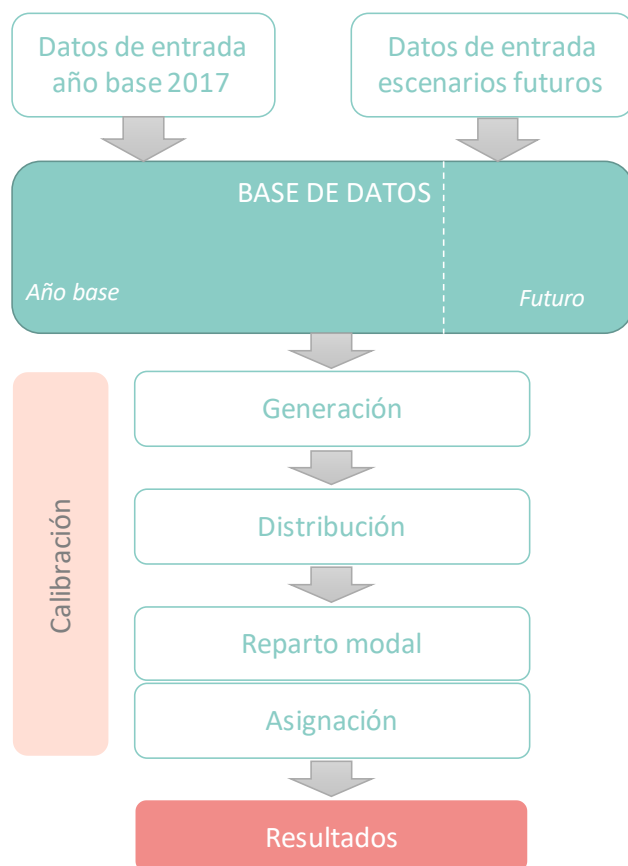 Datos de entrada
año base 2017
Datos de entrada
escenarios futuros
BASE DE DATOS
Año base
Futuro
Calibración
Generación
Distribución
Reparto modal
Asignación
Resultados